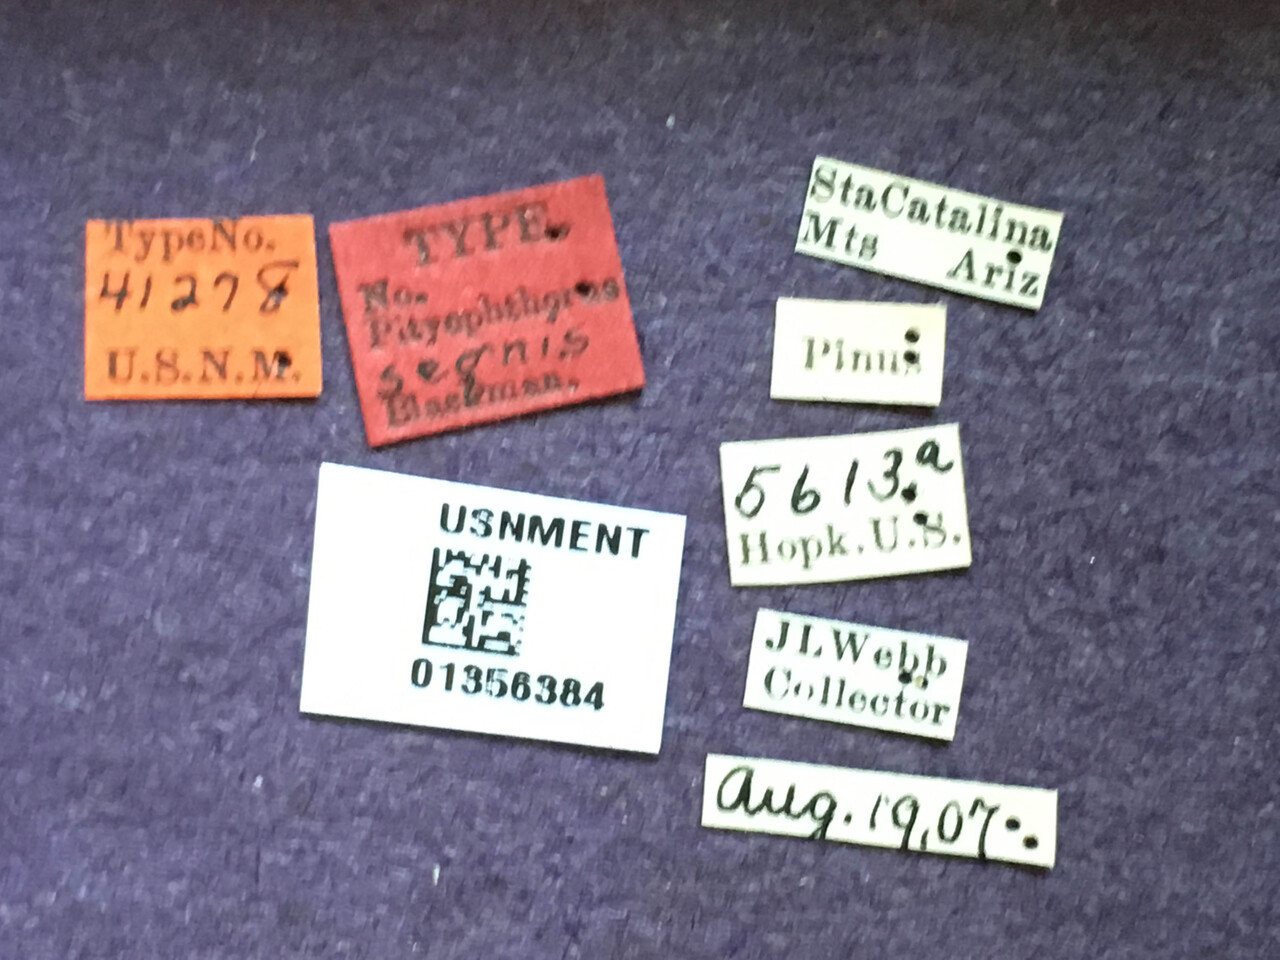 TypeNo.
41278
U.S.N.M.
TYPE.
No.
Pityophthorus
segnis
Blackman.
USNMENT
01356384
StaCatalina
Mts Ariz
Pinus
5613.a
Hopk.U.S.
JLWebb
Collector
Aug. 19,07.